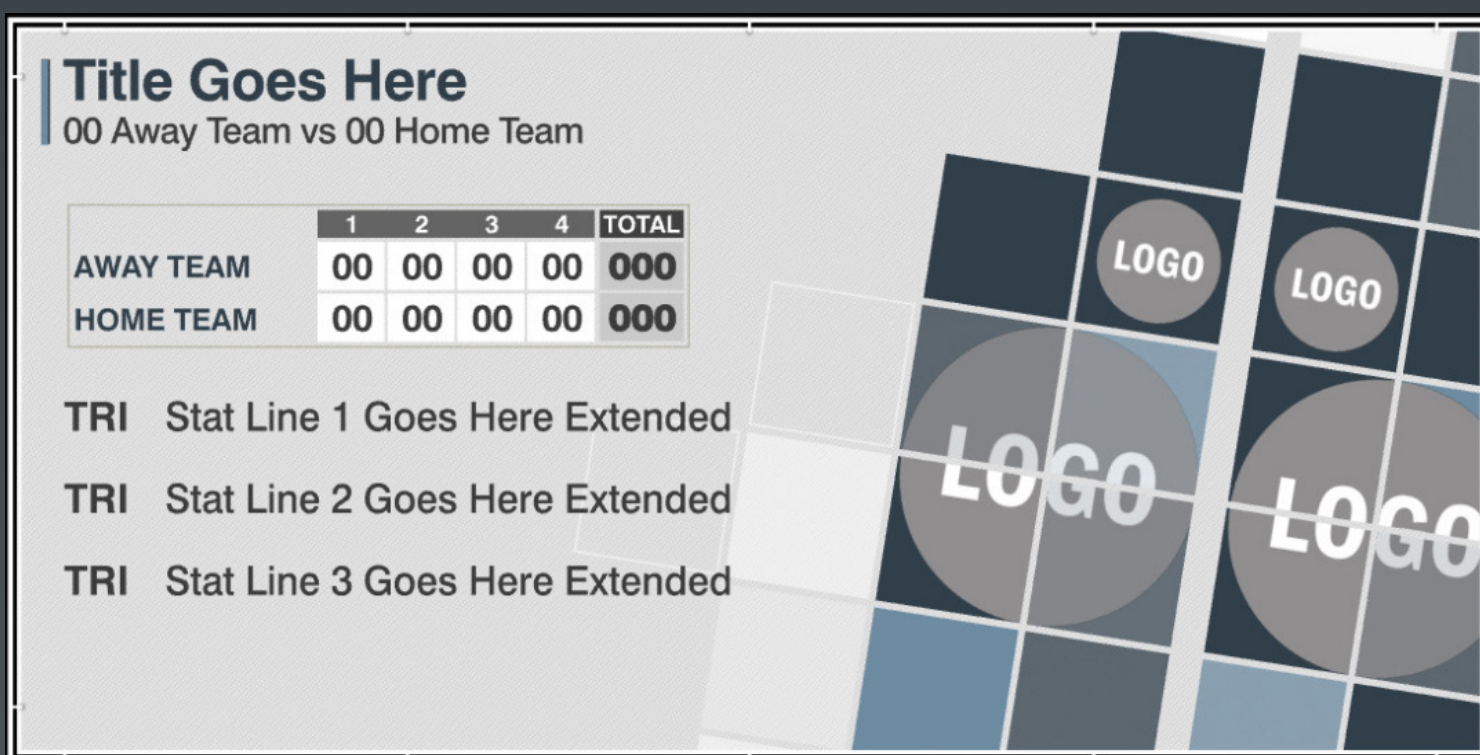 Title Goes Here
00 Away Team vs 00 Home Team
1 2 3 4 TOTAL
AWAY TEAM 00 00 00 00 000
HOME TEAM 00 00 00 00 000
TRI Stat Line 1 Goes Here Extended
TRI Stat Line 2 Goes Here Extended
TRI Stat Line 3 Goes Here Extended
LOGO
LOGO
LOGO
LOGO